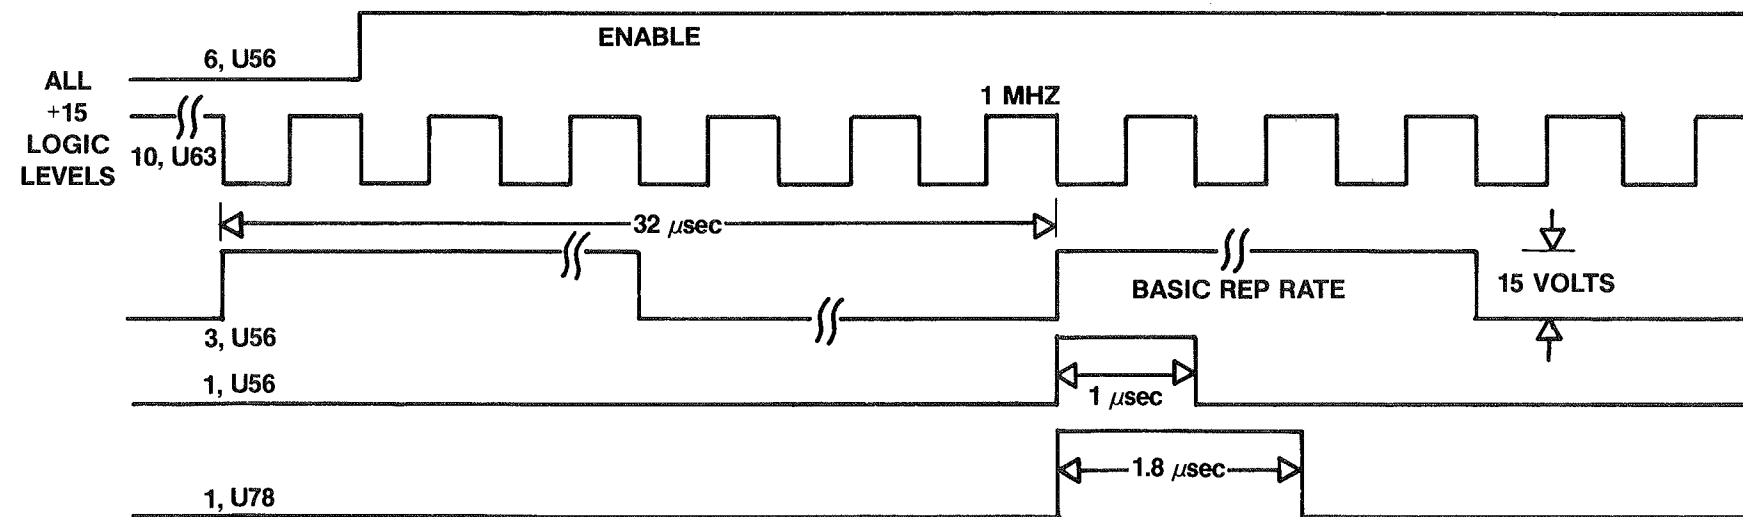 ENABLE
6, U56
ALL
+15
LOGIC
LEVELS
1 MHZ
10, U63
32 μsec
BASIC REP RATE
15 VOLTS
3, U56
1, U56
1 μsec
1.8 μsec
1, U78